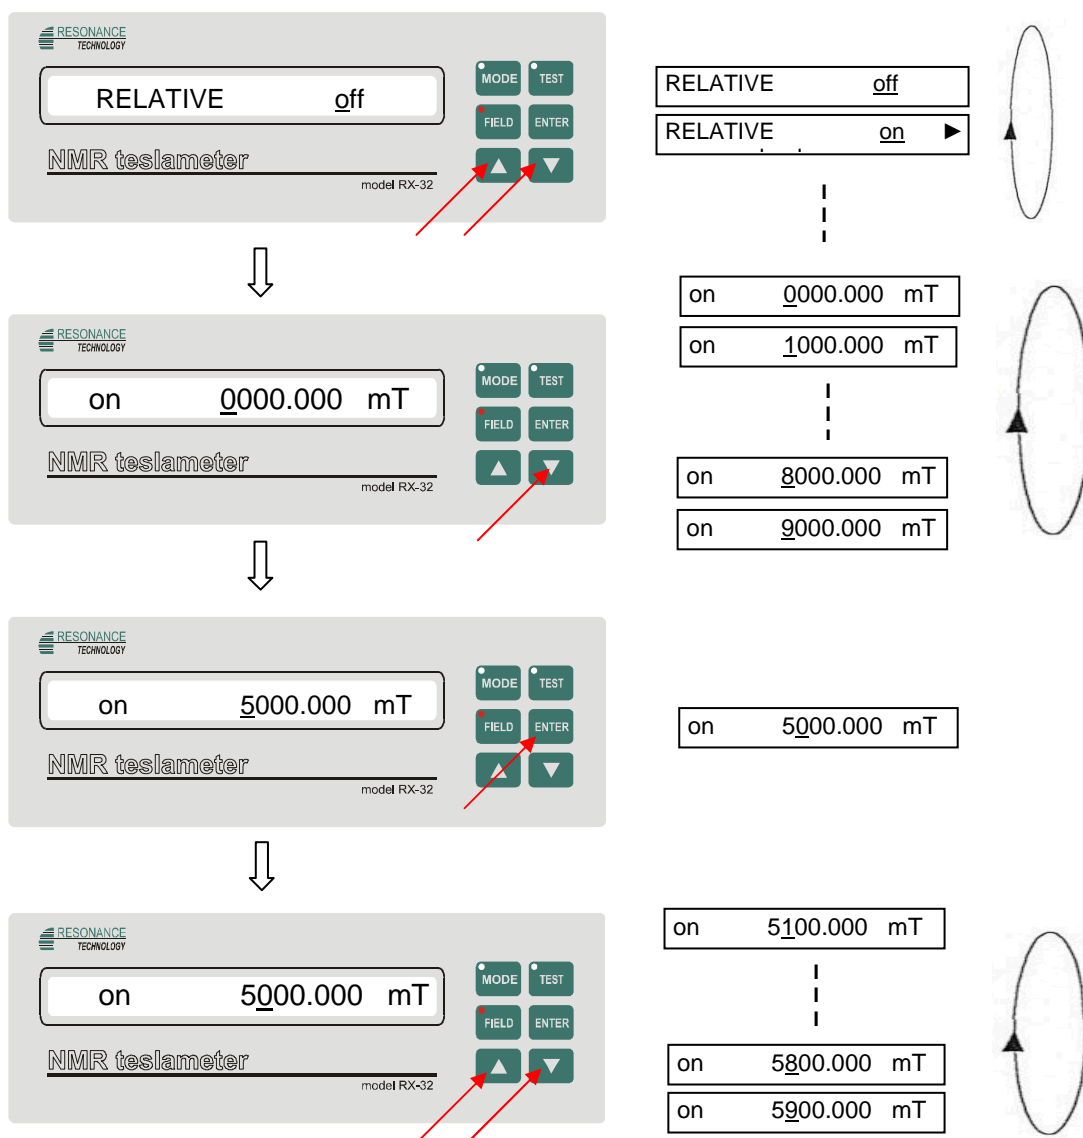 RESONANCE
TECHNOLOGY
RELATIVE off
MODE TEST
FIELD ENTER
NMR teslameter
model RX-32
RELATIVE off
RELATIVE on ►
RESONANCE
TECHNOLOGY
on 0000.000 mT
MODE TEST
FIELD ENTER
NMR teslameter
model RX-32
on 0000.000 mT
on 1000.000 mT
on 8000.000 mT
on 9000.000 mT
RESONANCE
TECHNOLOGY
on 5000.000 mT
MODE TEST
FIELD ENTER
NMR teslameter
model RX-32
on 5000.000 mT
RESONANCE
TECHNOLOGY
on 5000.000 mT
MODE TEST
FIELD ENTER
NMR teslameter
model RX-32
on 5100.000 mT
on 5800.000 mT
on 5900.000 mT